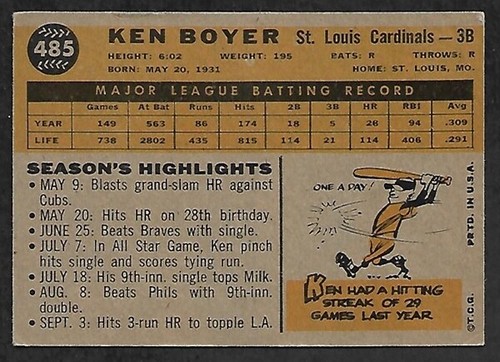 485
KEN BOYER St. Louis Cardinals — 3B
HEIGHT: 6:02 WEIGHT: 195 BATS: R THROWS: R
BORN: MAY 20, 1931 HOME: ST. LOUIS, MO.
MAJOR LEAGUE BATTING RECORD
Games At Bat Runs Hits 2B 3B HR RBI Avg
YEAR 149 563 86 174 18 5 28 94 .309
LIFE 738 2802 435 815 114 21 114 406 .291
SEASON'S HIGHLIGHTS
• MAY 9: Blasts grand-slam HR against
Cubs.
• MAY 20: Hits HR on 28th birthday.
• JUNE 25: Beats Braves with single.
• JULY 7: In All Star Game, Ken pinch
hits single and scores tying run.
• JULY 18: His 9th-inn. single tops Milk.
• AUG. 8: Beats Phils with 9th-inn.
double.
• SEPT. 3: Hits 3-run HR to topple L.A.
ONE A DAY!
KEN HAD A HITTING
STREAK OF 29
GAMES LAST YEAR
©T.C.G. PRTD. IN U.S.A.